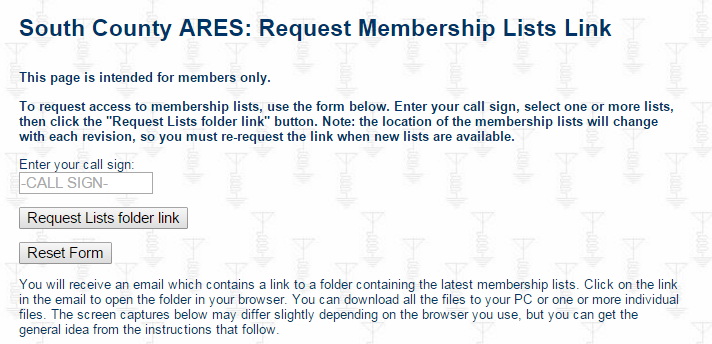 South County ARES: Request Membership Lists Link
This page is intended for members only.
To request access to membership lists, use the form below. Enter your call sign, select one or more lists,
then click the "Request Lists folder link" button. Note: the location of the membership lists will change
with each revision, so you must re-request the link when new lists are available.
Enter your call sign:
-CALL SIGN-
Request Lists folder link
Reset Form
You will receive an email which contains a link to a folder containing the latest membership lists. Click on the link
in the email to open the folder in your browser. You can download all the files to your PC or one or more individual
files. The screen captures below may differ slightly depending on the browser you use, but you can get the
general idea from the instructions that follow.